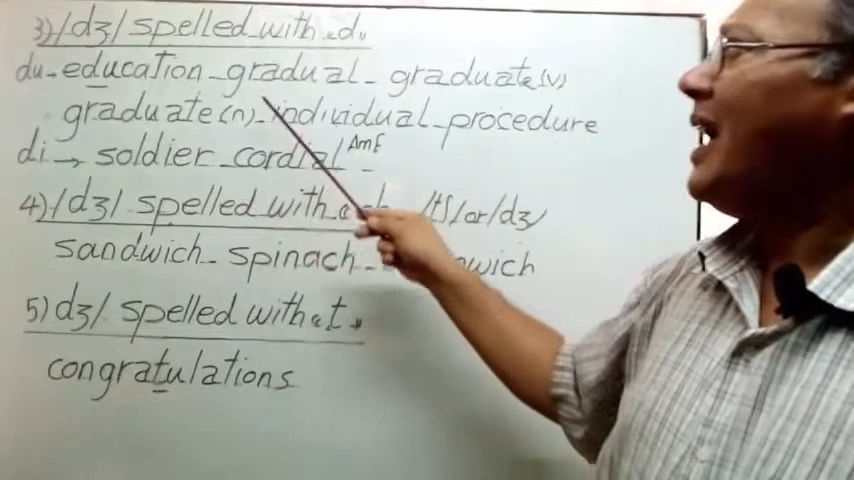 3) /dʒ/ spelled with «d»
du - education - gradual - graduate (v)
graduate (n) - individual - procedure
di → soldier - cordial AmE -
4) /dʒ/ spelled with «ch /tʃ/ or /dʒ/
sandwich - spinach - wich
5) dʒ/ spelled with «t»
congratulations